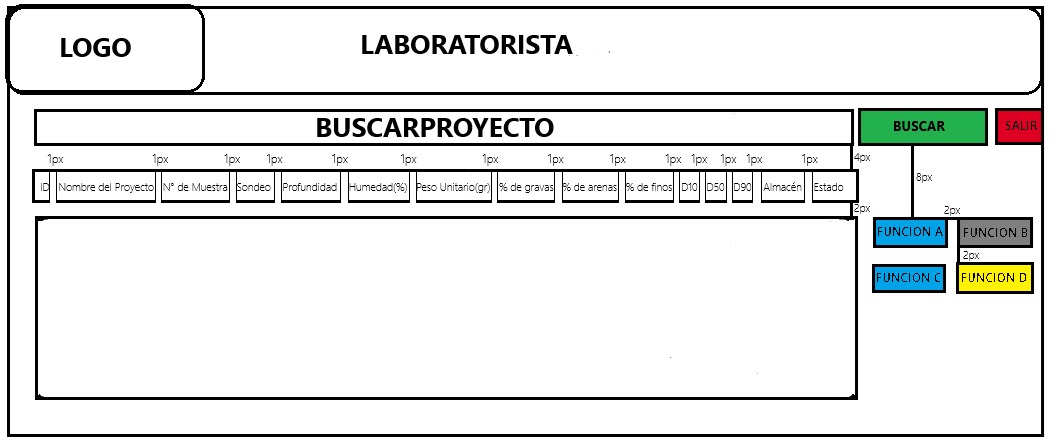 LOGO
LABORATORISTA
BUSCARPROYECTO
BUSCAR
SALIR
1px 1px 1px 1px 1px 1px 1px 1px 1px 1px 1px 1px 1px 1px
4px
ID Nombre del Proyecto N° de Muestra Sondeo Profundidad Humedad(%) Peso Unitario(gr) % de gravas % de arenas % de finos D10 D50 D90 Almacén Estado
8px
2px
2px
FUNCION A FUNCION B
2px
FUNCION C FUNCION D